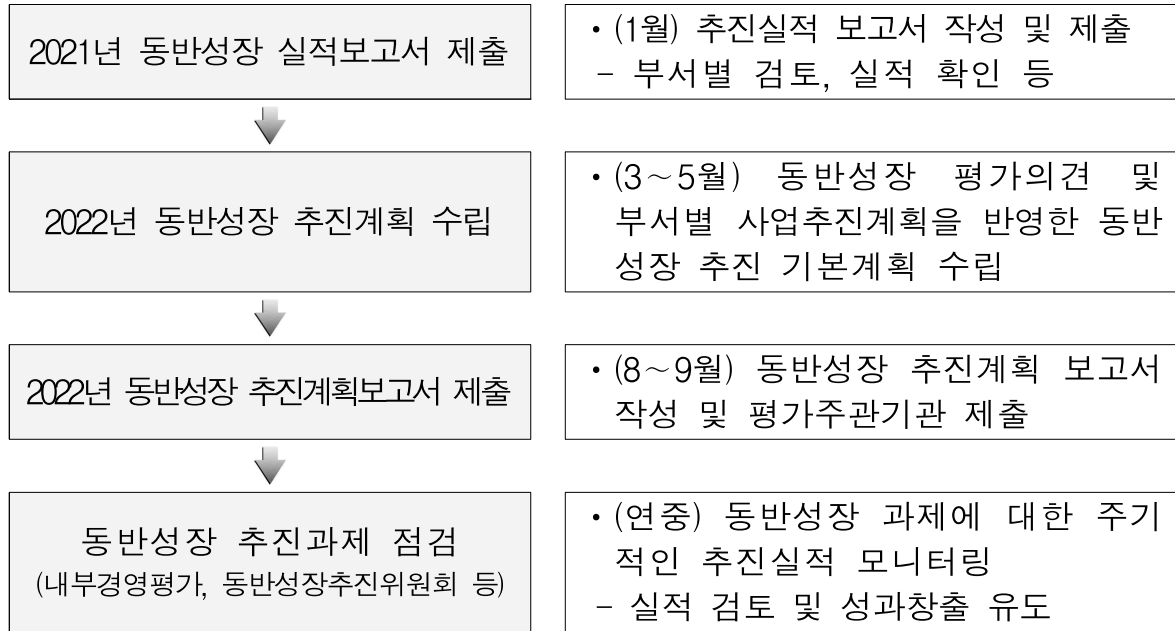 2021년 동반성장 실적보고서 제출
• (1월) 추진실적 보고서 작성 및 제출
– 부서별 검토, 실적 확인 등
2022년 동반성장 추진계획 수립
• (3～5월) 동반성장 평가의견 및
부서별 사업추진계획을 반영한 동반
성장 추진 기본계획 수립
2022년 동반성장 추진계획보고서 제출
• (8～9월) 동반성장 추진계획 보고서
작성 및 평가주관기관 제출
동반성장 추진과제 점검
(내부경영평가, 동반성장추진위원회 등)
• (연중) 동반성장 과제에 대한 주기
적인 추진실적 모니터링
– 실적 검토 및 성과창출 유도